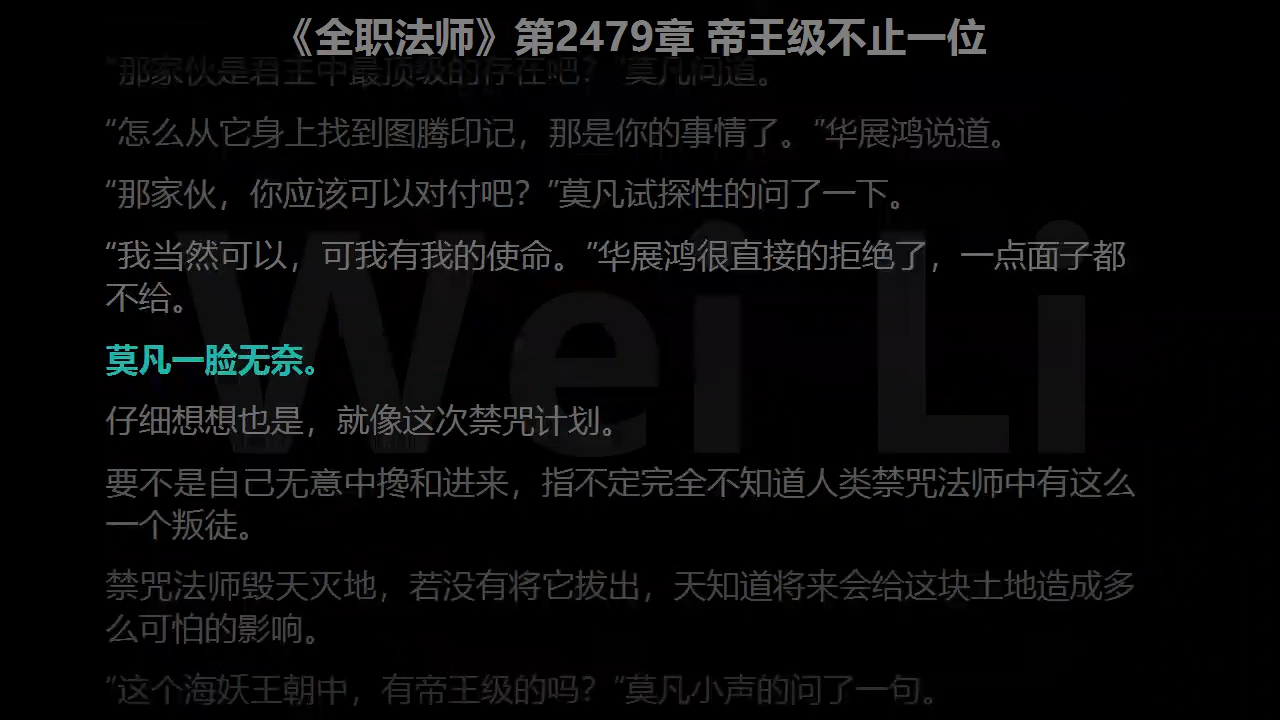 《全职法师》第2479章 帝王级不止一位
“那家伙是君主中最顶级的存在吧？”莫凡问道。
“怎么从它身上找到图腾印记，那是你的事情了。”华展鸿说道。
“那家伙，你应该可以对付吧？”莫凡试探性的问了一下。
“我当然可以，可我有我的使命。”华展鸿很直接的拒绝了，一点面子都
不给。
莫凡一脸无奈。
仔细想想也是，就像这次禁咒计划。
要不是自己无意中搀和进来，指不定完全不知道人类禁咒法师中有这么
一个叛徒。
禁咒法师毁天灭地，若没有将它拔出，天知道将来会给这块土地造成多
么可怕的影响。
“这个海妖王朝中，有帝王级的吗？”莫凡小声的问了一句。
Wei Li